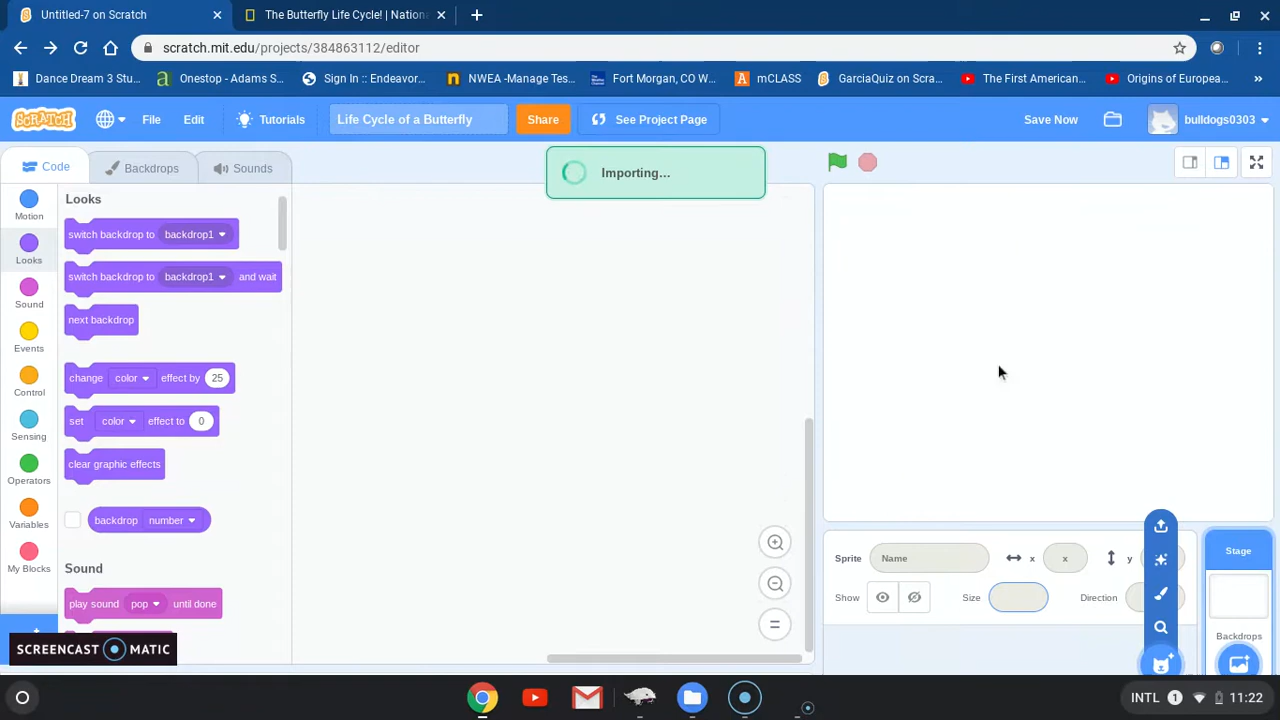 Untitled-7 on Scratch
The Butterfly Life Cycle! | Nation
scratch.mit.edu/projects/384863112/editor
Dance Dream 3 Stu...
Onestop - Adams S...
Sign In :: Endeavor...
NWEA -Manage Tes...
Fort Morgan, CO W...
mCLASS
GarciaQuiz on Scra...
The First American...
Origins of European...
SCRATCH
File
Edit
Tutorials
Life Cycle of a Butterfly
Share
See Project Page
Save Now
bulldogs0303
Code
Backdrops
Sounds
Importing...
Motion
Looks
Sound
Events
Control
Sensing
Operators
Variables
My Blocks
Looks
switch backdrop to backdrop1
switch backdrop to backdrop1 and wait
next backdrop
change color effect by 25
set color effect to 0
clear graphic effects
backdrop number
Sound
play sound pop until done
Sprite
Name
x
x
y
Show
Size
Direction
Stage
Backdrops
SCREENCAST MATIC
INTL 1 11:22